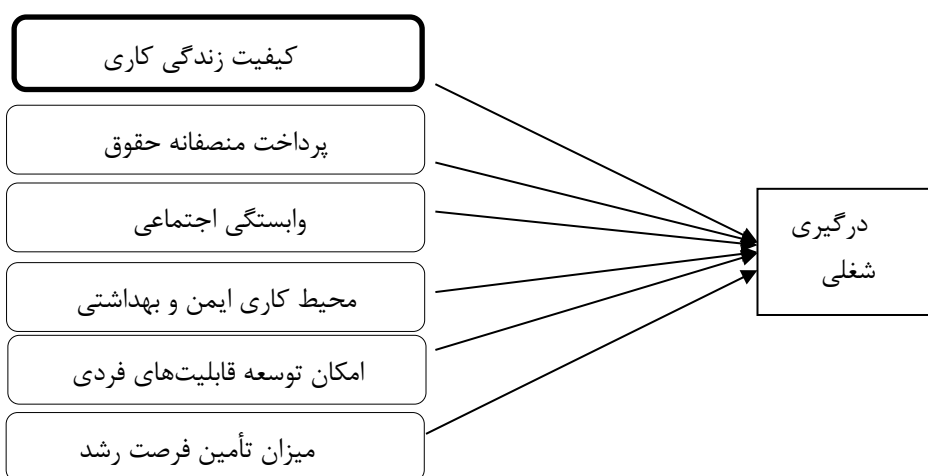 کیفیت زندگی کاری
پرداخت منصفانه حقوق
وابستگی اجتماعی
محیط کاری ایمن و بهداشتی
امکان توسعه قابلیت‌های فردی
میزان تأمین فرصت رشد
درگیری
شغلی